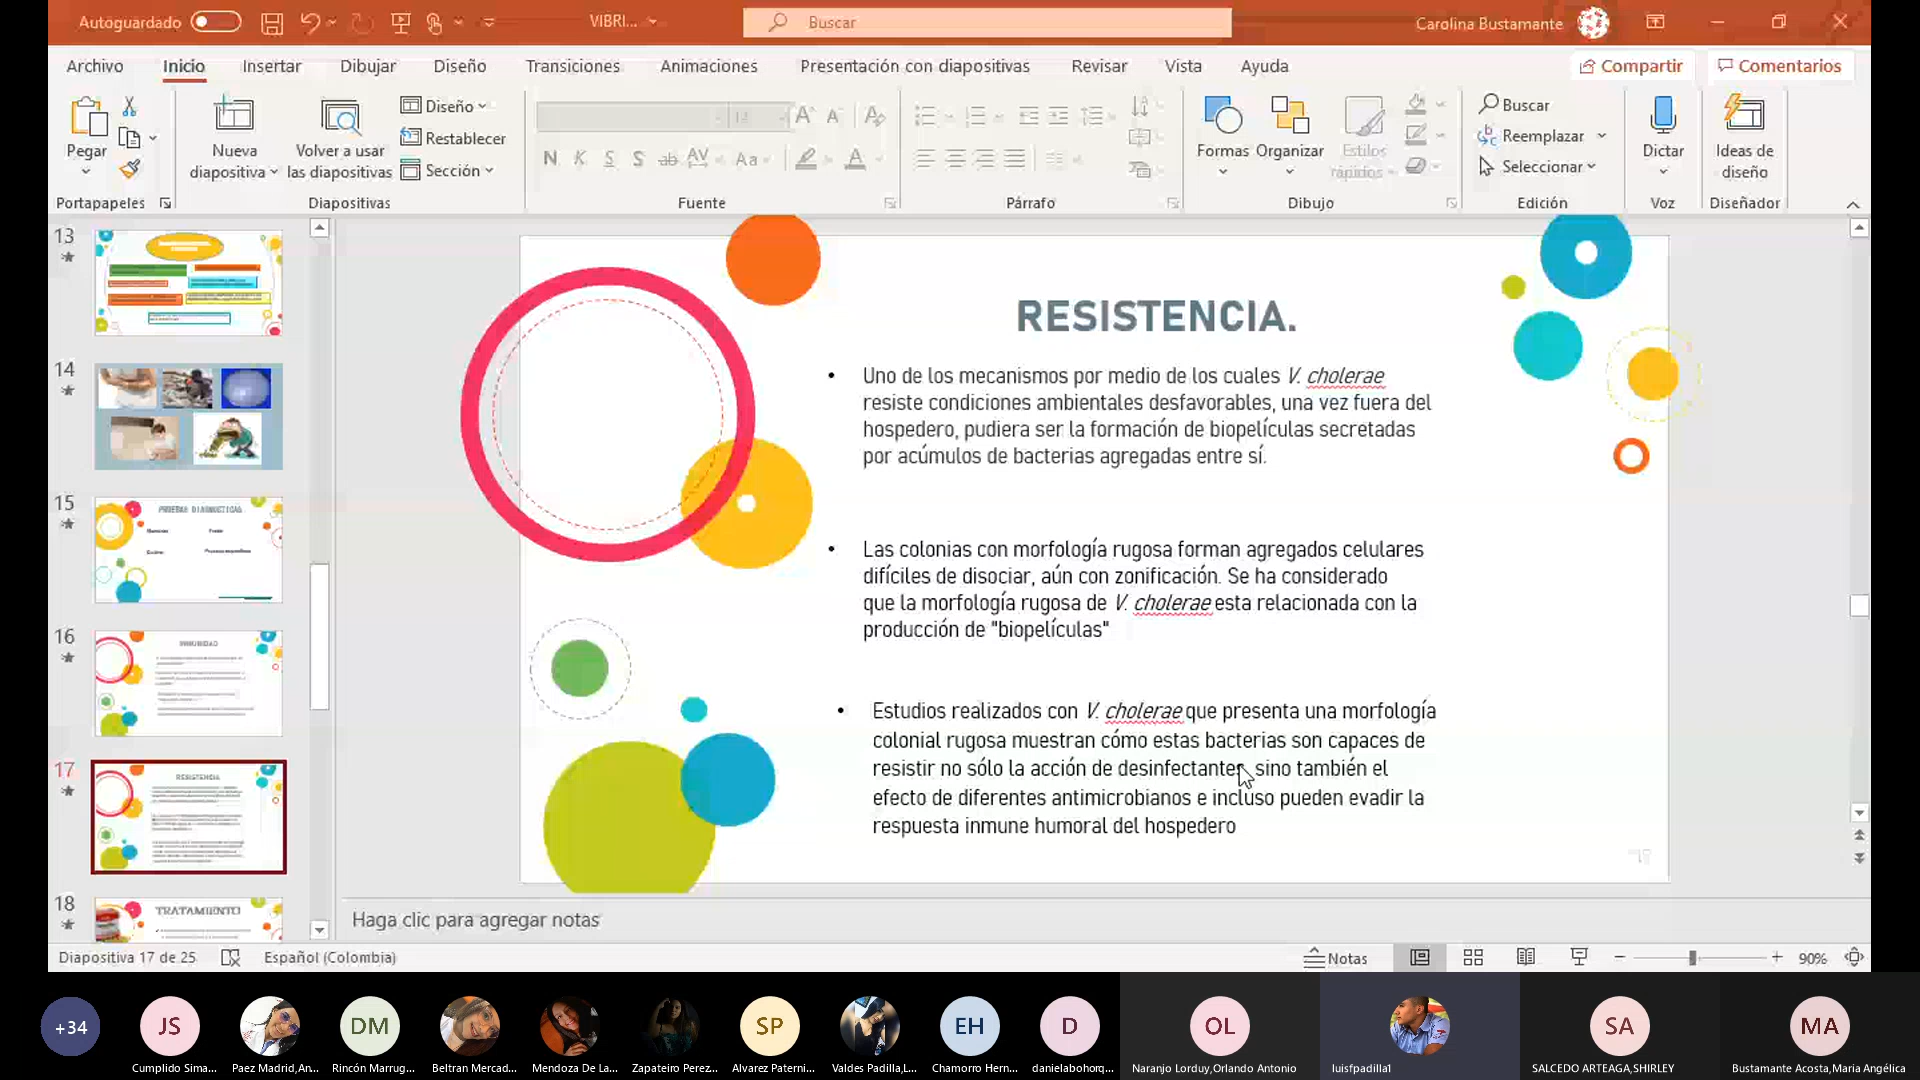 Autoguardado
VIBRI...
Buscar
Carolina Bustamante
Archivo
Inicio
Insertar
Dibujar
Diseño
Transiciones
Animaciones
Presentación con diapositivas
Revisar
Vista
Ayuda
Compartir
Comentarios
Pegar
Nueva
diapositiva
Volver a usar
las diapositivas
Diseño
Restablecer
Sección
Formas
Organizar
Estilos
rápidos
Buscar
Reemplazar
Seleccionar
Dictar
Ideas de
diseño
Portapapeles
Diapositivas
Fuente
Párrafo
Dibujo
Edición
Voz
Diseñador
13
14
15
PRUEBAS DIAGNOSTICAS
16
INMUNIDAD
17
RESISTENCIA
18
TRATAMIENTO
RESISTENCIA.
• Uno de los mecanismos por medio de los cuales V. cholerae
resiste condiciones ambientales desfavorables, una vez fuera del
hospedero, pudiera ser la formación de biopelículas secretadas
por acúmulos de bacterias agregadas entre sí.
• Las colonias con morfología rugosa forman agregados celulares
difíciles de disociar, aún con zonificación. Se ha considerado
que la morfología rugosa de V. cholerae esta relacionada con la
producción de "biopelículas"
• Estudios realizados con V. cholerae que presenta una morfología
colonial rugosa muestran cómo estas bacterias son capaces de
resistir no sólo la acción de desinfectantes sino también el
efecto de diferentes antimicrobianos e incluso pueden evadir la
respuesta inmune humoral del hospedero
17
Haga clic para agregar notas
Diapositiva 17 de 25
Español (Colombia)
Notas
90%
+34
JS
DM
SP
EH
D
OL
SA
MA
Cumplido Sima...
Paez Madrid,An...
Rincón Marrug...
Beltran Mercad...
Mendoza De La...
Zapateiro Perez...
Alvarez Paterni...
Valdes Padilla,L...
Chamorro Hern...
danielabohorq...
Naranjo Lorduy,Orlando Antonio
luisfpadilla1
SALCEDO ARTEAGA,SHIRLEY
Bustamante Acosta,Maria Angélica